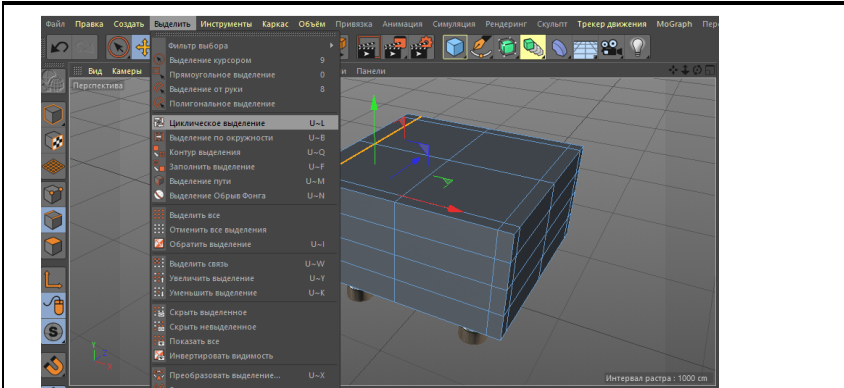 Файл Правка Создать Выделить Инструменты Каркас Объём Привязка Анимация Симуляция Рендеринг Скульпт Трекер движения MoGraph
Вид Камеры
и Панели
Перспектива
Фильтр выбора
Выделение курсором 9
Прямоугольное выделение 0
Выделение от руки 8
Полигональное выделение
Циклическое выделение U~L
Выделение по окружности U~B
Контур выделения U~Q
Заполнить выделение U~F
Выделение пути U~M
Выделение Обрыв Фонга U~N
Выделить все
Отменить все выделения
Обратить выделение U~I
Выделить связь U~W
Увеличить выделение U~Y
Уменьшить выделение U~K
Скрыть выделенное
Скрыть невыделенное
Показать все
Инвертировать видимость
Преобразовать выделение... U~X
Y
X
S
Интервал растра : 1000 cm